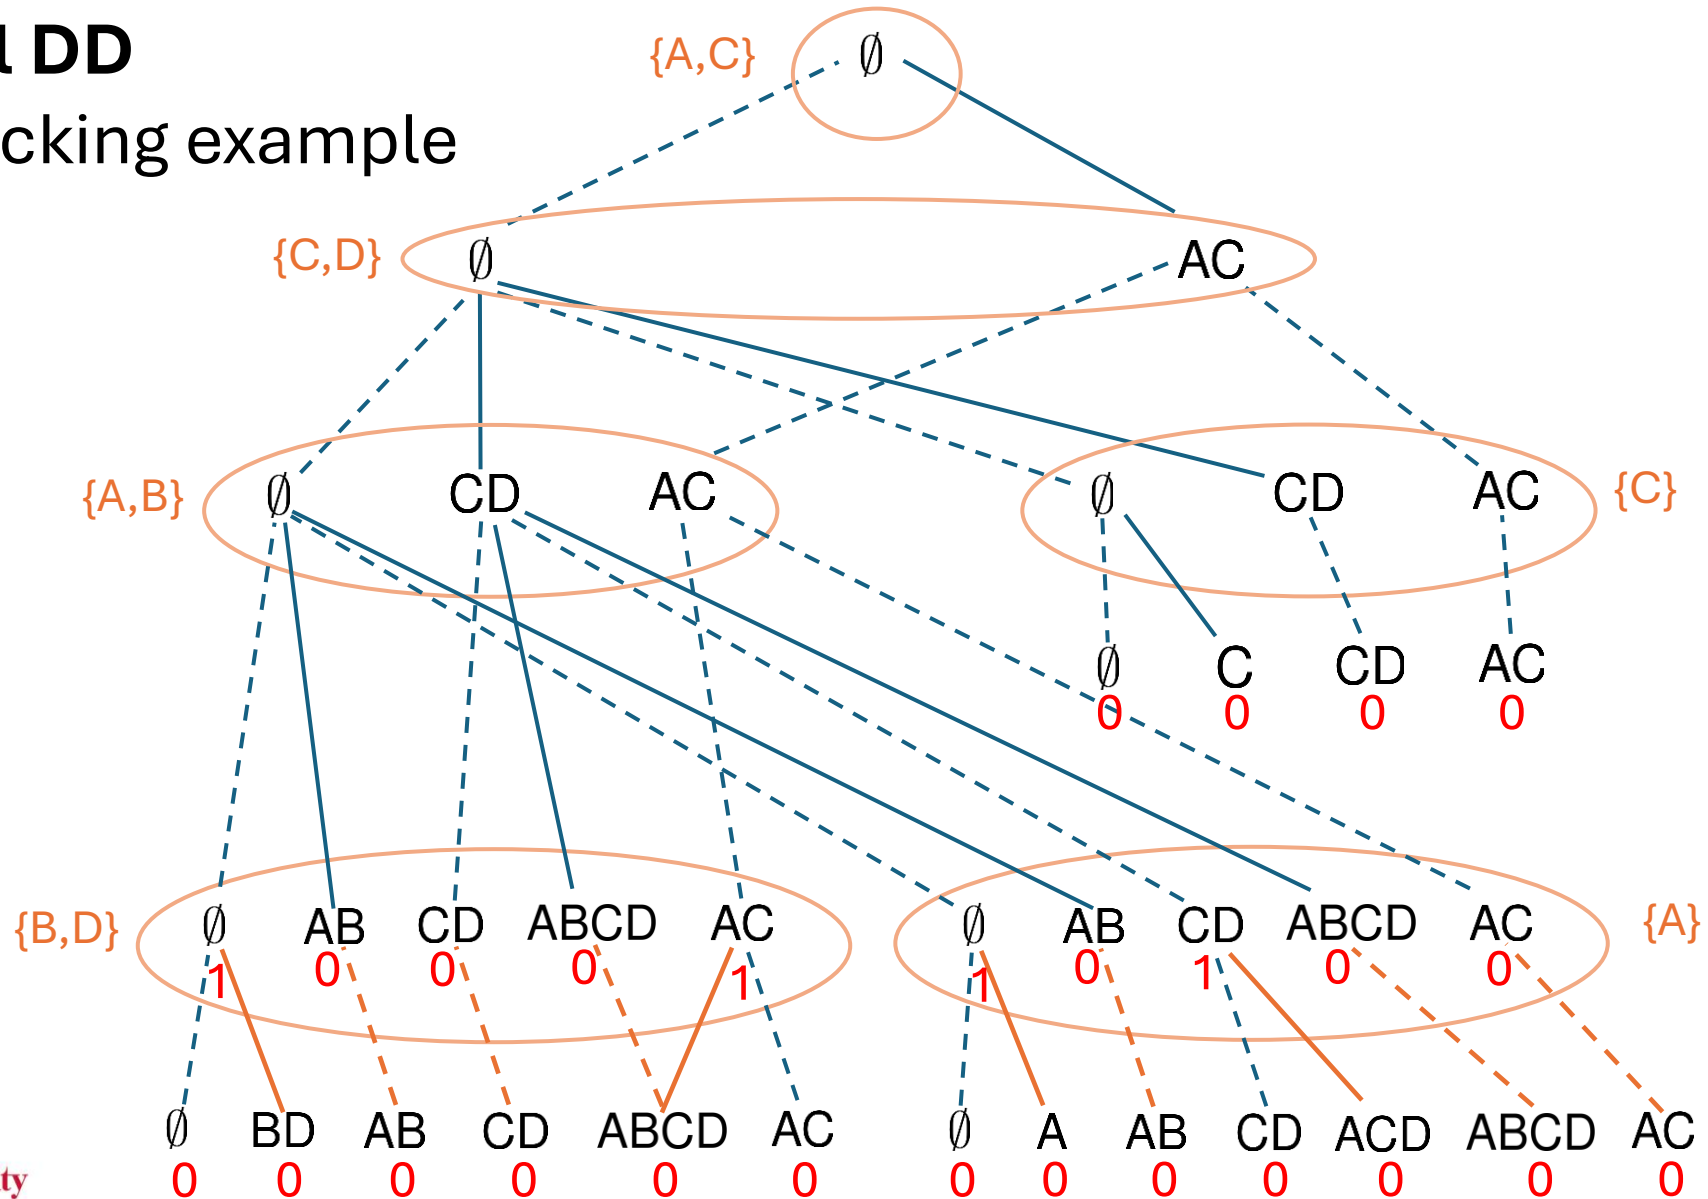 l DD
cking example
{A,C} ∅
{C,D} ∅ AC
{A,B} ∅ CD AC ∅ CD AC {C}
∅ C CD AC
0 0 0 0
{B,D} ∅ AB CD ABCD AC ∅ AB CD ABCD AC {A}
1 0 0 0 1 1 0 1 0 0
∅ BD AB CD ABCD AC ∅ A AB CD ACD ABCD AC
0 0 0 0 0 0 0 0 0 0 0 0 0
ty